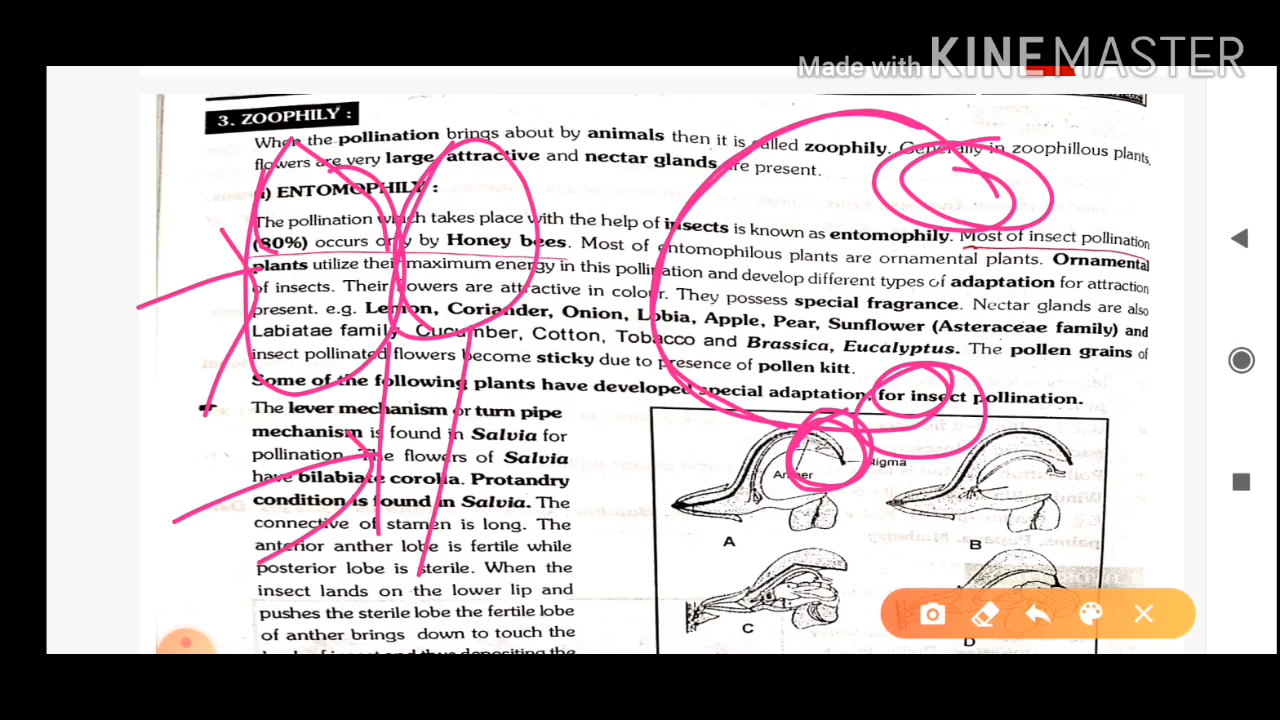 Made with KINEMASTER
3. ZOOPHILY :
When the pollination brings about by animals then it is called zoophily. Generally in zoophillous plants,
flowers are very large, attractive and nectar glands are present.
i) ENTOMOPHILY :
The pollination which takes place with the help of insects is known as entomophily. Most of insect pollination
(80%) occurs only by Honey bees. Most of entomophilous plants are ornamental plants. Ornamental
plants utilize their maximum energy in this pollination and develop different types of adaptation for attraction
of insects. Their flowers are attractive in colour. They possess special fragrance. Nectar glands are also
present. e.g. Lemon, Coriander, Onion, Lobia, Apple, Pear, Sunflower (Asteraceae family) and
Labiatae family, Cucumber, Cotton, Tobacco and Brassica, Eucalyptus. The pollen grains of
insect pollinated flowers become sticky due to presence of pollen kitt.
Some of the following plants have developed special adaptation for insect pollination.
The lever mechanism or turn pipe
mechanism is found in Salvia for
pollination. The flowers of Salvia
have bilabiate corolla. Protandry
condition is found in Salvia. The
connective of stamen is long. The
anterior anther lobe is fertile while
posterior lobe is sterile. When the
insect lands on the lower lip and
pushes the sterile lobe the fertile lobe
of anther brings down to touch the
Anther
Stigma
A
B
C
D